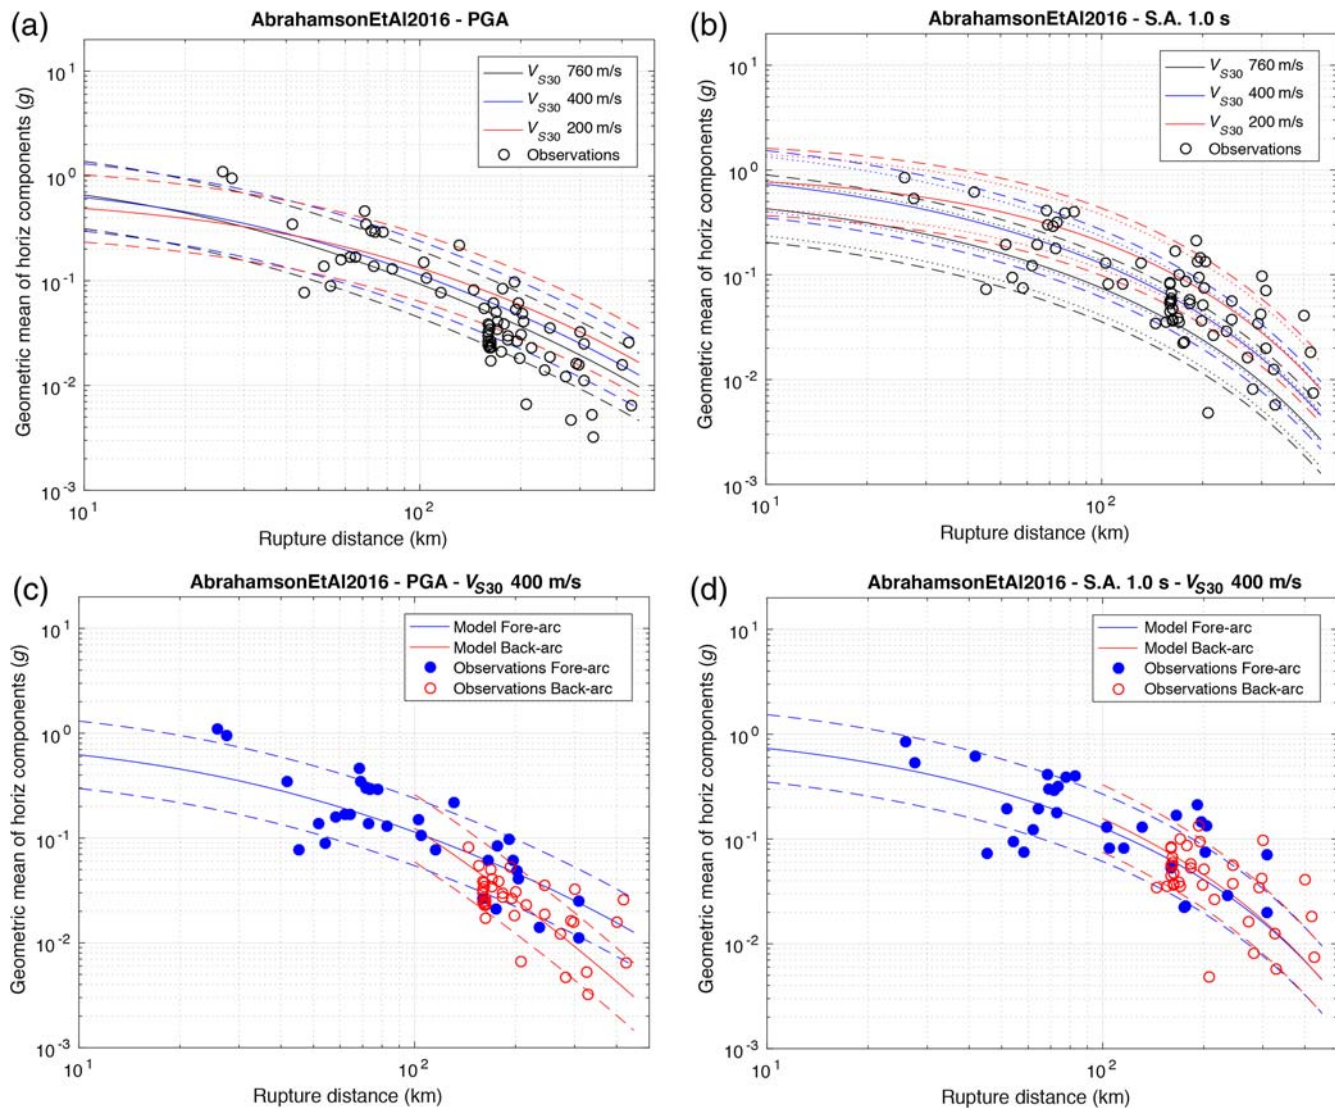 (a)
AbrahamsonEtAl2016 - PGA
10^1
10^0
10^-1
10^-2
10^-3
Geometric mean of horiz components (g)
V_S30 760 m/s
V_S30 400 m/s
V_S30 200 m/s
Observations
10^1
10^2
Rupture distance (km)
(b)
AbrahamsonEtAl2016 - S.A. 1.0 s
10^1
10^0
10^-1
10^-2
10^-3
Geometric mean of horiz components (g)
V_S30 760 m/s
V_S30 400 m/s
V_S30 200 m/s
Observations
10^1
10^2
Rupture distance (km)
(c)
AbrahamsonEtAl2016 - PGA - V_S30 400 m/s
10^1
10^0
10^-1
10^-2
10^-3
Geometric mean of horiz components (g)
Model Fore-arc
Model Back-arc
Observations Fore-arc
Observations Back-arc
10^1
10^2
Rupture distance (km)
(d)
AbrahamsonEtAl2016 - S.A. 1.0 s - V_S30 400 m/s
10^1
10^0
10^-1
10^-2
10^-3
Geometric mean of horiz components (g)
Model Fore-arc
Model Back-arc
Observations Fore-arc
Observations Back-arc
10^1
10^2
Rupture distance (km)